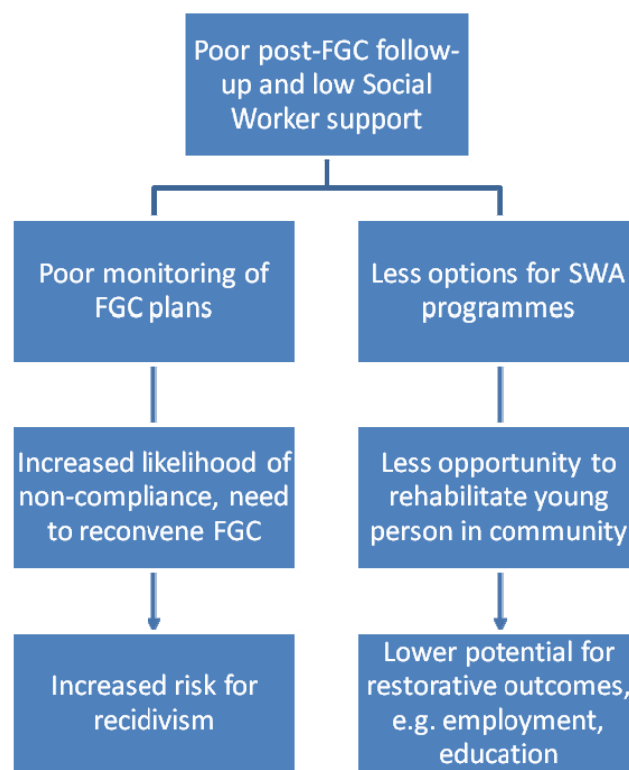 Poor post-FGC follow-
up and low Social
Worker support
Poor monitoring of
FGC plans
Less options for SWA
programmes
Increased likelihood of
non-compliance, need
to reconvene FGC
Less opportunity to
rehabilitate young
person in community
Increased risk for
recidivism
Lower potential for
restorative outcomes,
e.g. employment,
education